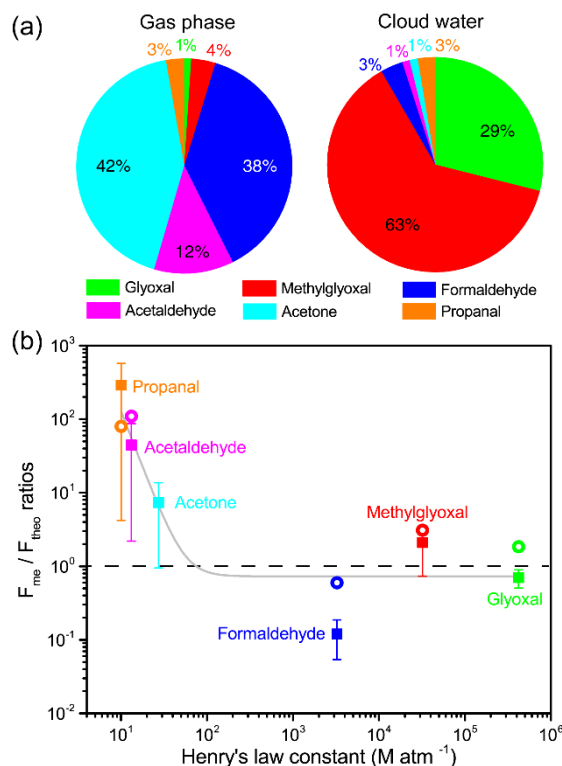 (a)
Gas phase
Cloud water
3%
1%
4%
42%
38%
12%
3%
1%
1%
3%
29%
63%
Glyoxal
Methylglyoxal
Formaldehyde
Acetaldehyde
Acetone
Propanal
(b)
10³
10²
10¹
10⁰
10⁻¹
10⁻²
F_me / F_theo ratios
Propanal
Acetaldehyde
Acetone
Methylglyoxal
Glyoxal
Formaldehyde
10¹
10²
10³
10⁴
10⁵
10⁶
Henry's law constant (M atm⁻¹)